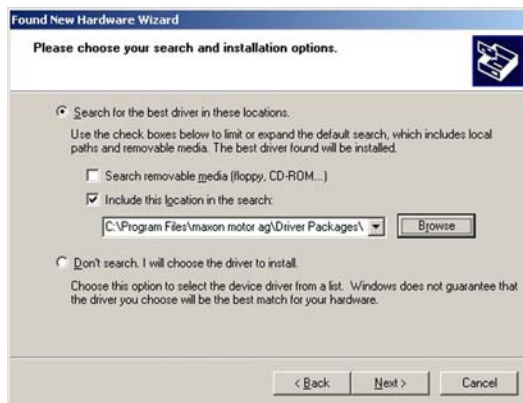 Found New Hardware Wizard
Please choose your search and installation options.
Search for the best driver in these locations.
Use the check boxes below to limit or expand the default search, which includes local
paths and removable media. The best driver found will be installed.
Search removable media (floppy, CD-ROM...)
Include this location in the search:
C:\Program Files\maxon motor ag\Driver Packages\
Browse
Don't search. I will choose the driver to install.
Choose this option to select the device driver from a list. Windows does not guarantee that
the driver you choose will be the best match for your hardware.
< Back
Next >
Cancel